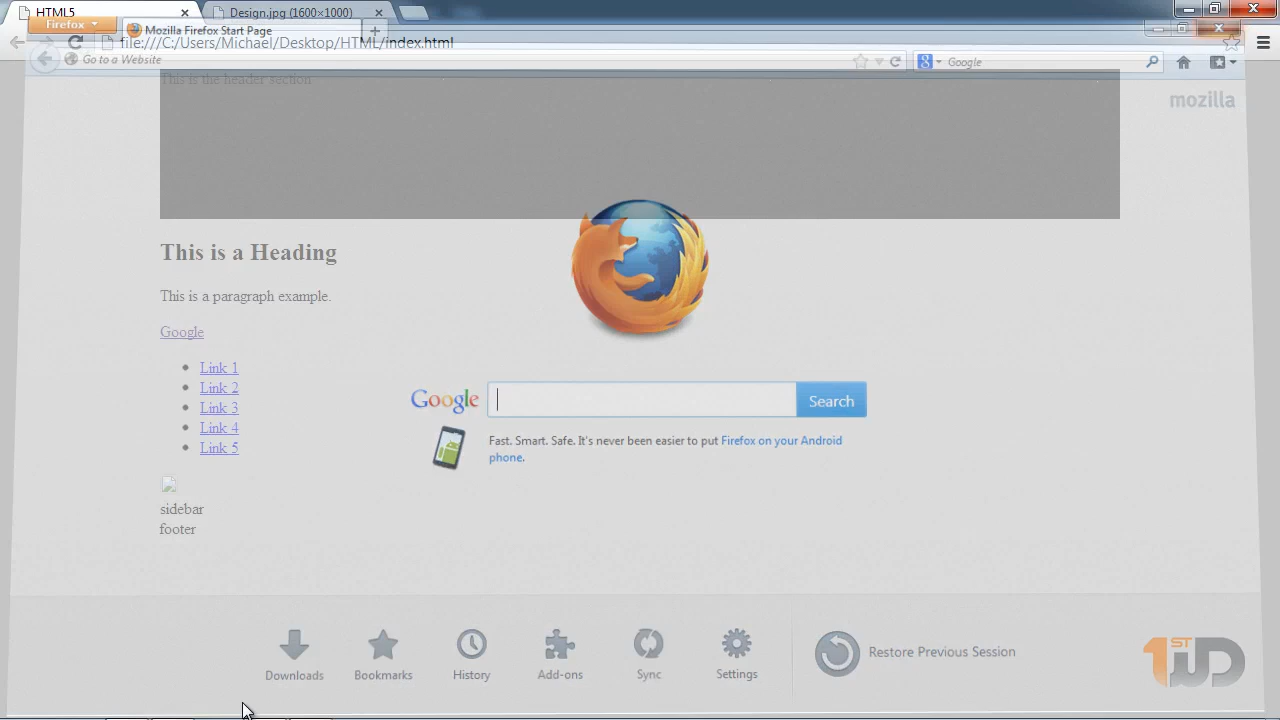 HTML5
Design.jpg (1600×1000)
Firefox
Mozilla Firefox Start Page
file:///C:/Users/Michael/Desktop/HTML/index.html
Go to a Website
Google
This is the header section
mozilla
This is a Heading
This is a paragraph example.
Google
Link 1
Link 2
Link 3
Link 4
Link 5
Google
Search
Fast. Smart. Safe. It's never been easier to put Firefox on your Android
phone.
sidebar
footer
Downloads
Bookmarks
History
Add-ons
Sync
Settings
Restore Previous Session
1ST WD